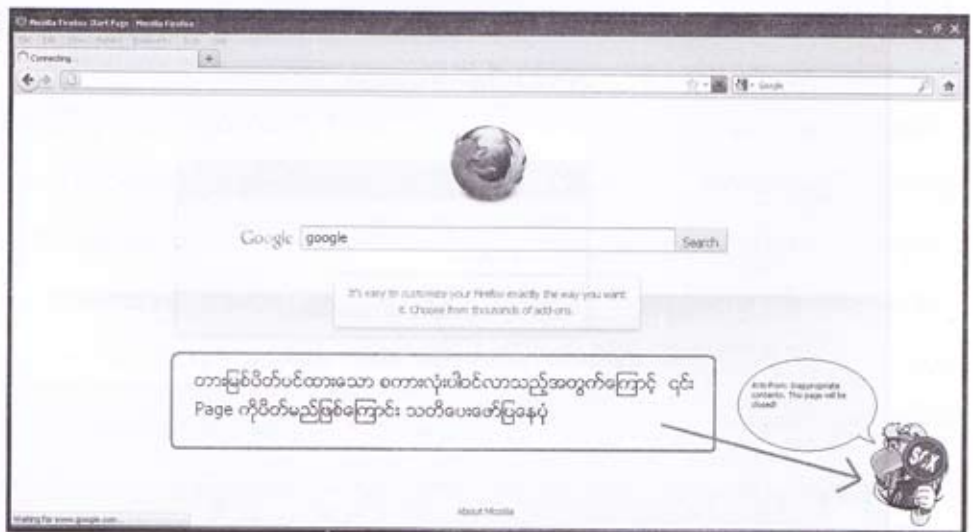 Mozilla Firefox Start Page - Mozilla Firefox
Connecting...
Google
Google google Search
It's easy to customize your Firefox exactly the way you want
it. Choose from thousands of add-ons.
တားမြစ်ပိတ်ပင်ထားသော စကားလုံးပါဝင်လာသည့်အတွက်ကြောင့် ၎င်း
Page ကိုပိတ်မည်ဖြစ်ကြောင်း သတိပေးဖော်ပြနေပုံ
Anti-Porn: Inappropriate
contents. This page will be
closed!
SEX
About Mozilla
Waiting for www.google.com...